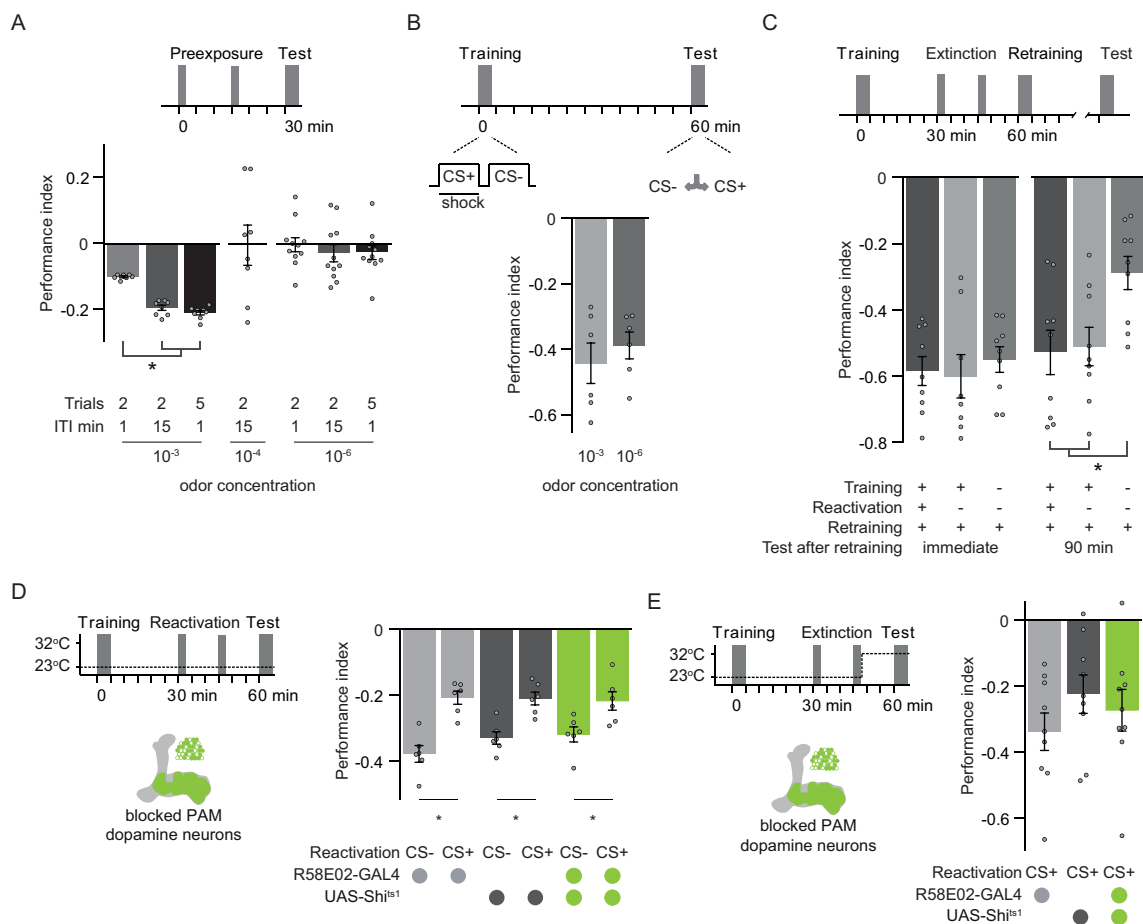 A
Preexposure Test
0 30 min
Performance index
0.2
0
-0.2
*
Trials 2 2 5 2 2 2 5
ITI min 1 15 1 15 1 15 1
10-3 10-4 10-6
odor concentration
B
Training Test
0 60 min
CS+ CS-
shock
CS- CS+
Performance index
0
-0.2
-0.4
-0.6
10-3 10-6
odor concentration
C
Training Extinction Retraining Test
0 30 min 60 min
Performance index
0
-0.2
-0.4
-0.6
-0.8
*
Training + + - + + -
Reactivation + - - + - -
Retraining + + + + + +
Test after retraining immediate 90 min
D
Training Reactivation Test
32oC
23oC
0 30 min 60 min
blocked PAM
dopamine neurons
Performance index
0
-0.2
-0.4
* * *
Reactivation CS- CS+ CS- CS+ CS- CS+
R58E02-GAL4
UAS-Shits1
E
Training Extinction Test
32oC
23oC
0 30 min 60 min
blocked PAM
dopamine neurons
Performance index
0
-0.2
-0.4
-0.6
Reactivation CS+ CS+ CS+
R58E02-GAL4
UAS-Shits1